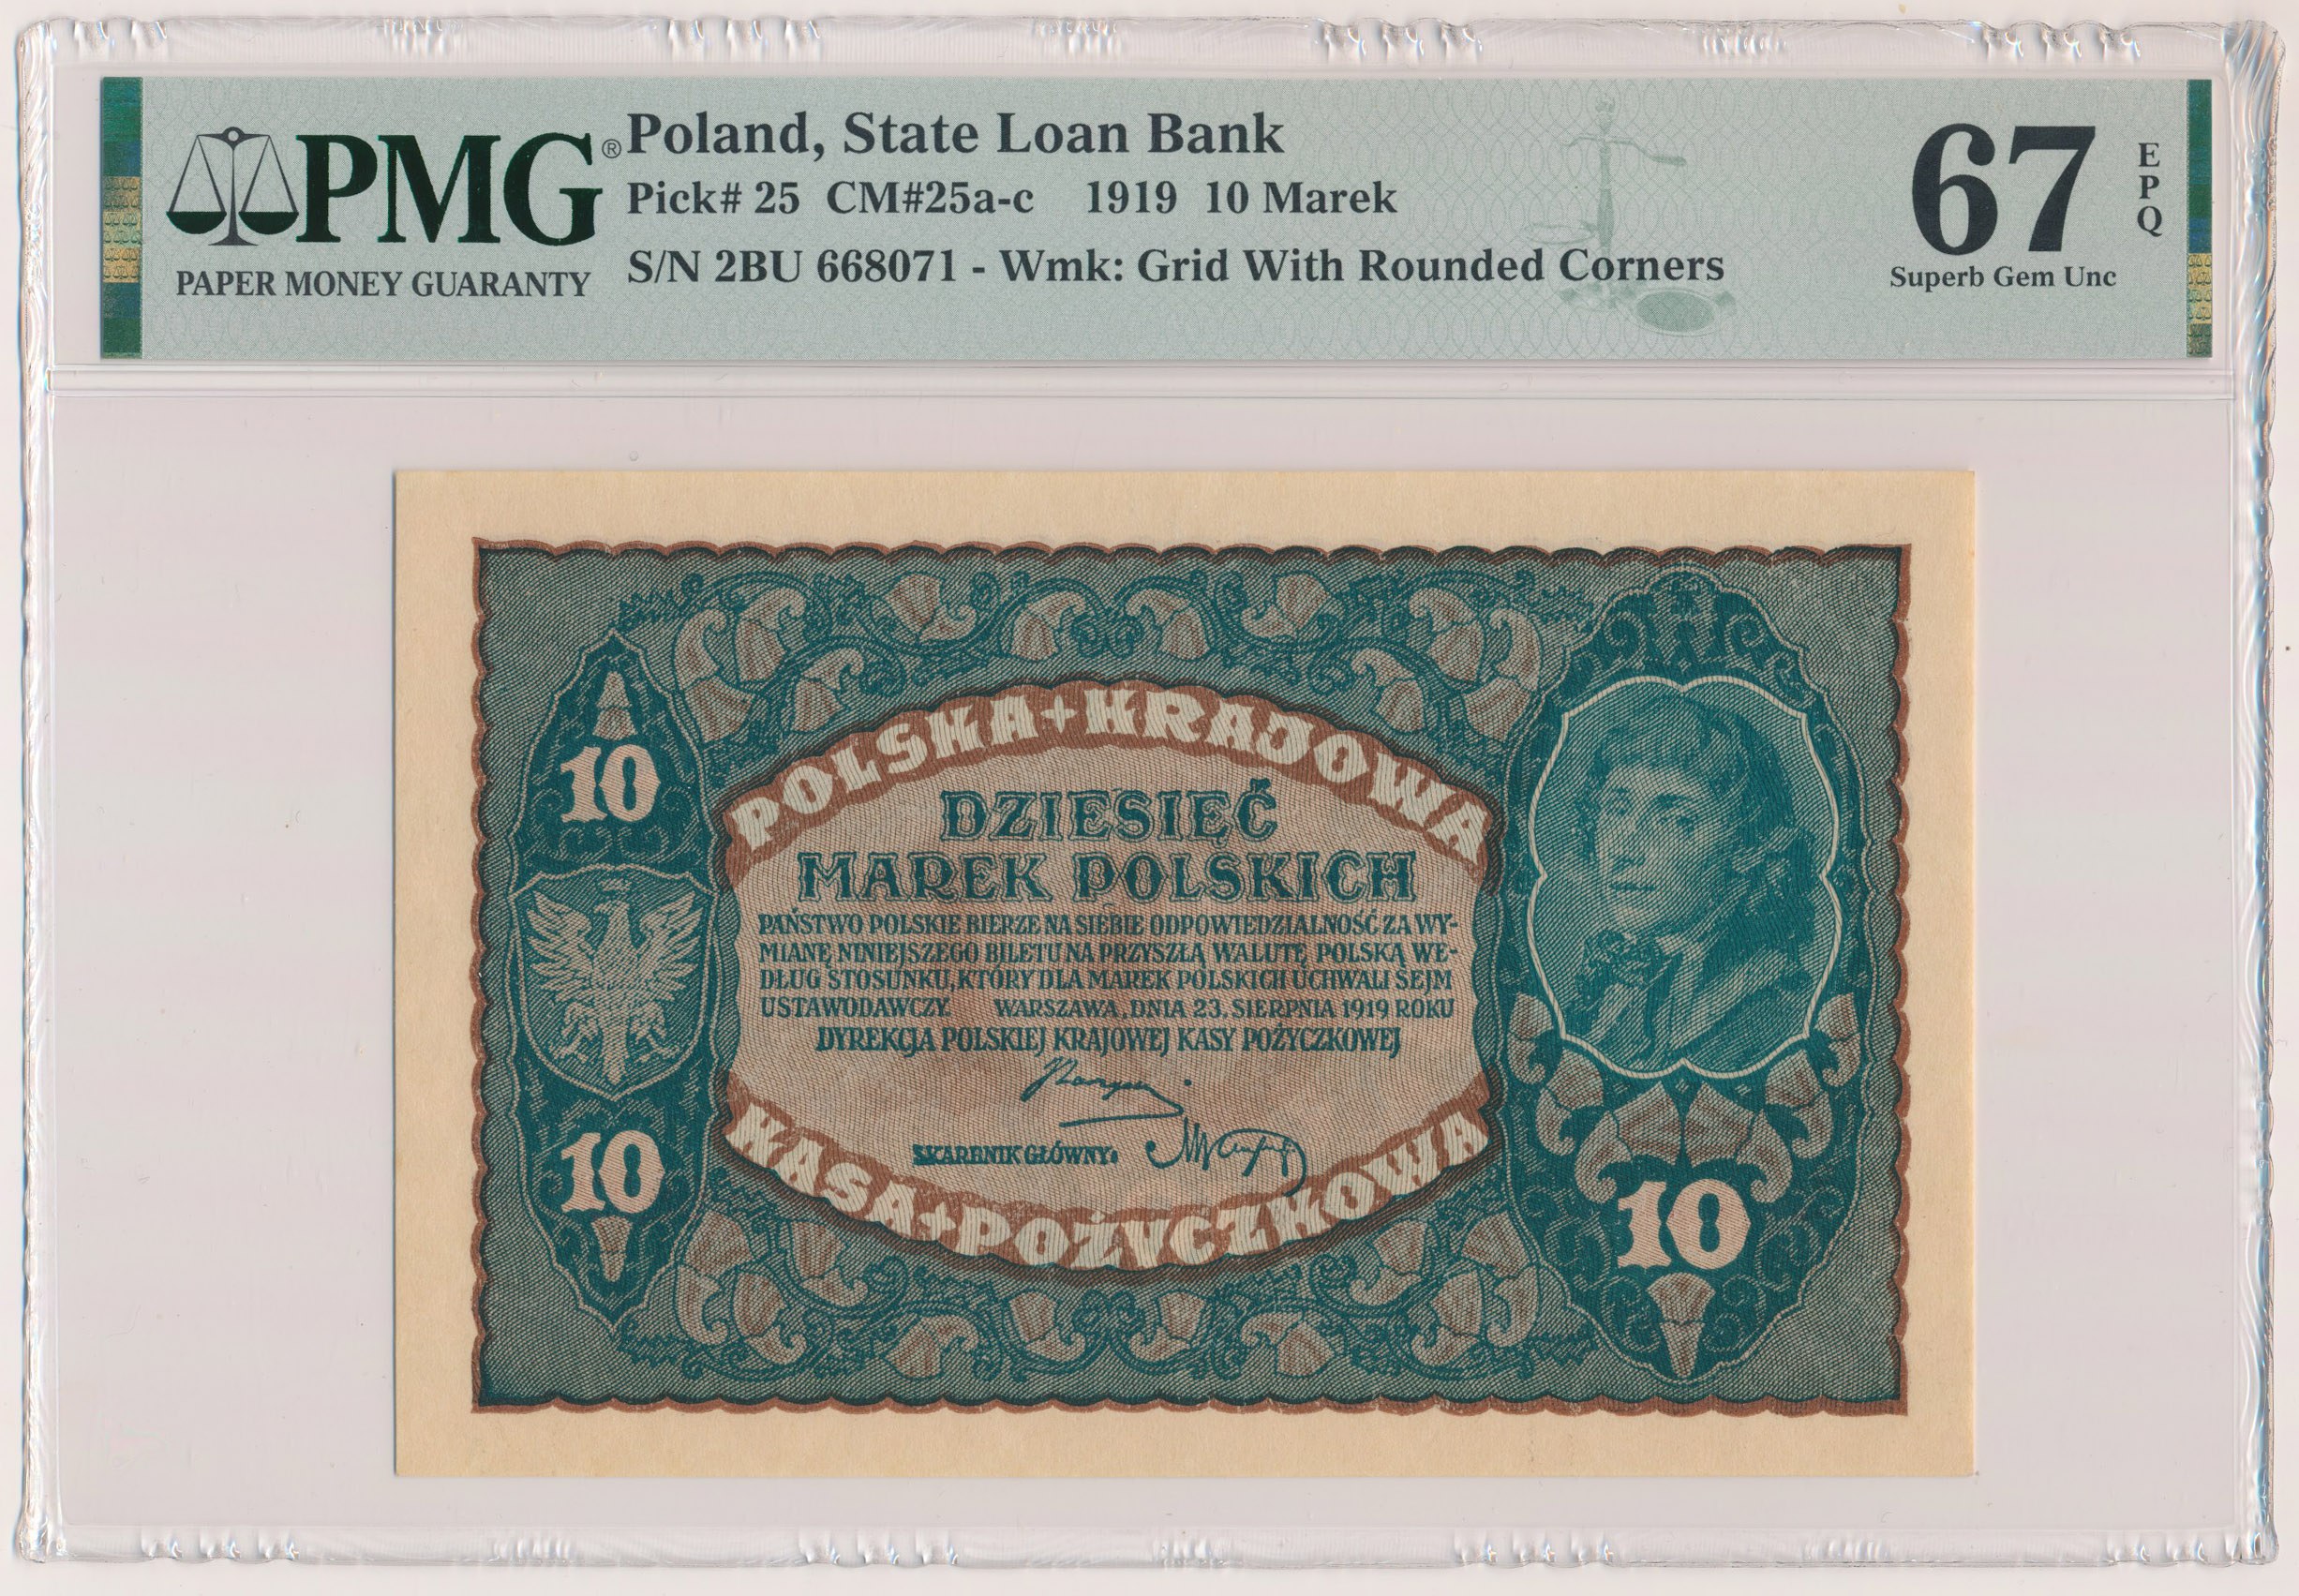 PMG®
PAPER MONEY GUARANTY
Poland, State Loan Bank
Pick# 25 CM#25a-c 1919 10 Marek
S/N 2BU 668071 - Wmk: Grid With Rounded Corners
67
EPQ
Superb Gem Unc
POLSKA+KRAJOWA
10
DZIESIĘĆ
MAREK POLSKICH
PAŃSTWO POLSKIE BIERZE NA SIEBIE ODPOWIEDZIALNOŚĆ ZA WY-
MIANĘ NINIEJSZEGO BILETU NA PRZYSZŁĄ WALUTĘ POLSKĄ WE-
DŁUG STOSUNKU, KTÓRY DLA MAREK POLSKICH UCHWALI SEJM
USTAWODAWCZY. WARSZAWA, DNIA 23. SIERPNIA 1919 ROKU
DYREKCJA POLSKIEJ KRAJOWEJ KASY POŻYCZKOWEJ
SKARBNIK GŁÓWNY:
10
10
KASA+POŻYCZKOWA